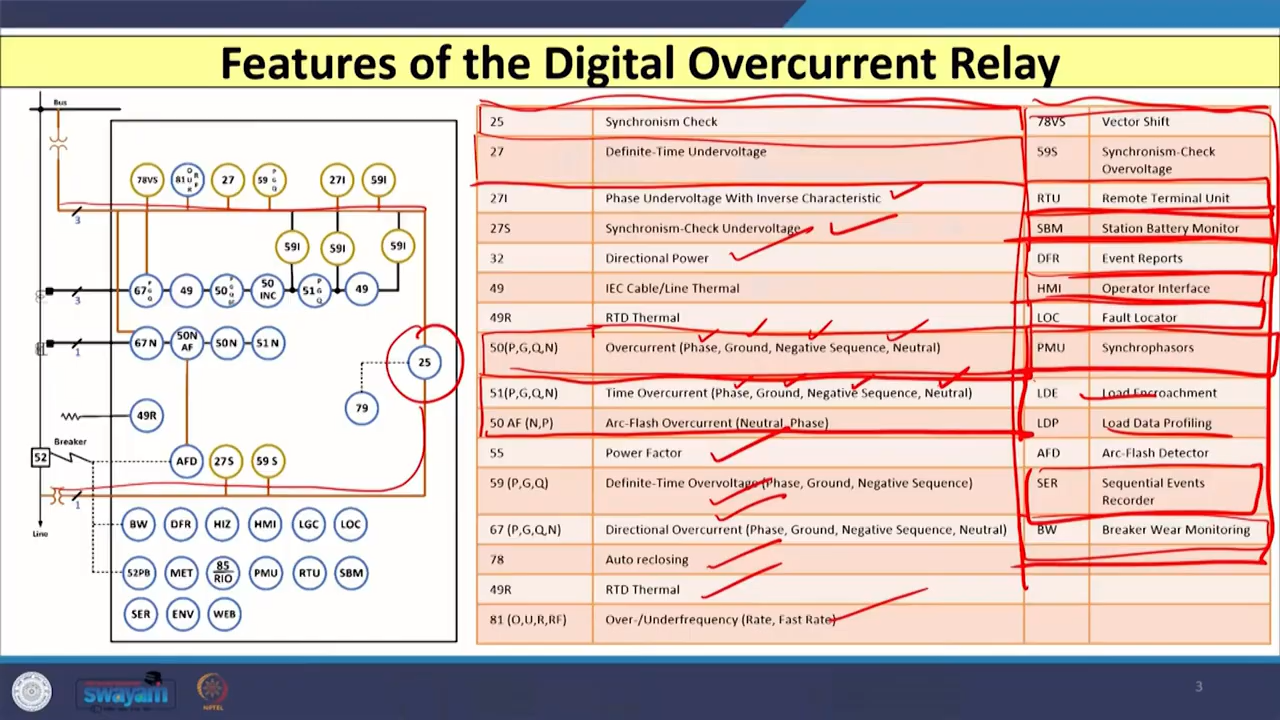 Features of the Digital Overcurrent Relay
Bus
78VS
81 O U R R F
27
59 P G Q
27I
59I
3
59I
59I
59I
3
67 P G Q
49
50
50 INC
51 P G Q
49
1
67N
50N AF
50N
51N
25
79
49R
Breaker
52
AFD
27S
59 S
1
Line
BW
DFR
HIZ
HMI
LGC
LOC
52PB
MET
85 RIO
PMU
RTU
SBM
SER
ENV
WEB
25 Synchronism Check
27 Definite-Time Undervoltage
27I Phase Undervoltage With Inverse Characteristic
27S Synchronism-Check Undervoltage
32 Directional Power
49 IEC Cable/Line Thermal
49R RTD Thermal
50(P,G,Q,N) Overcurrent (Phase, Ground, Negative Sequence, Neutral)
51(P,G,Q,N) Time Overcurrent (Phase, Ground, Negative Sequence, Neutral)
50 AF (N,P) Arc-Flash Overcurrent (Neutral, Phase)
55 Power Factor
59 (P,G,Q) Definite-Time Overvoltage (Phase, Ground, Negative Sequence)
67 (P,G,Q,N) Directional Overcurrent (Phase, Ground, Negative Sequence, Neutral)
78 Auto reclosing
49R RTD Thermal
81 (O,U,R,RF) Over-/Underfrequency (Rate, Fast Rate)
78VS Vector Shift
59S Synchronism-Check
Overvoltage
RTU Remote Terminal Unit
SBM Station Battery Monitor
DFR Event Reports
HMI Operator Interface
LOC Fault Locator
PMU Synchrophasors
LDE Load Encroachment
LDP Load Data Profiling
AFD Arc-Flash Detector
SER Sequential Events
Recorder
BW Breaker Wear Monitoring
swayam
NPTEL
3